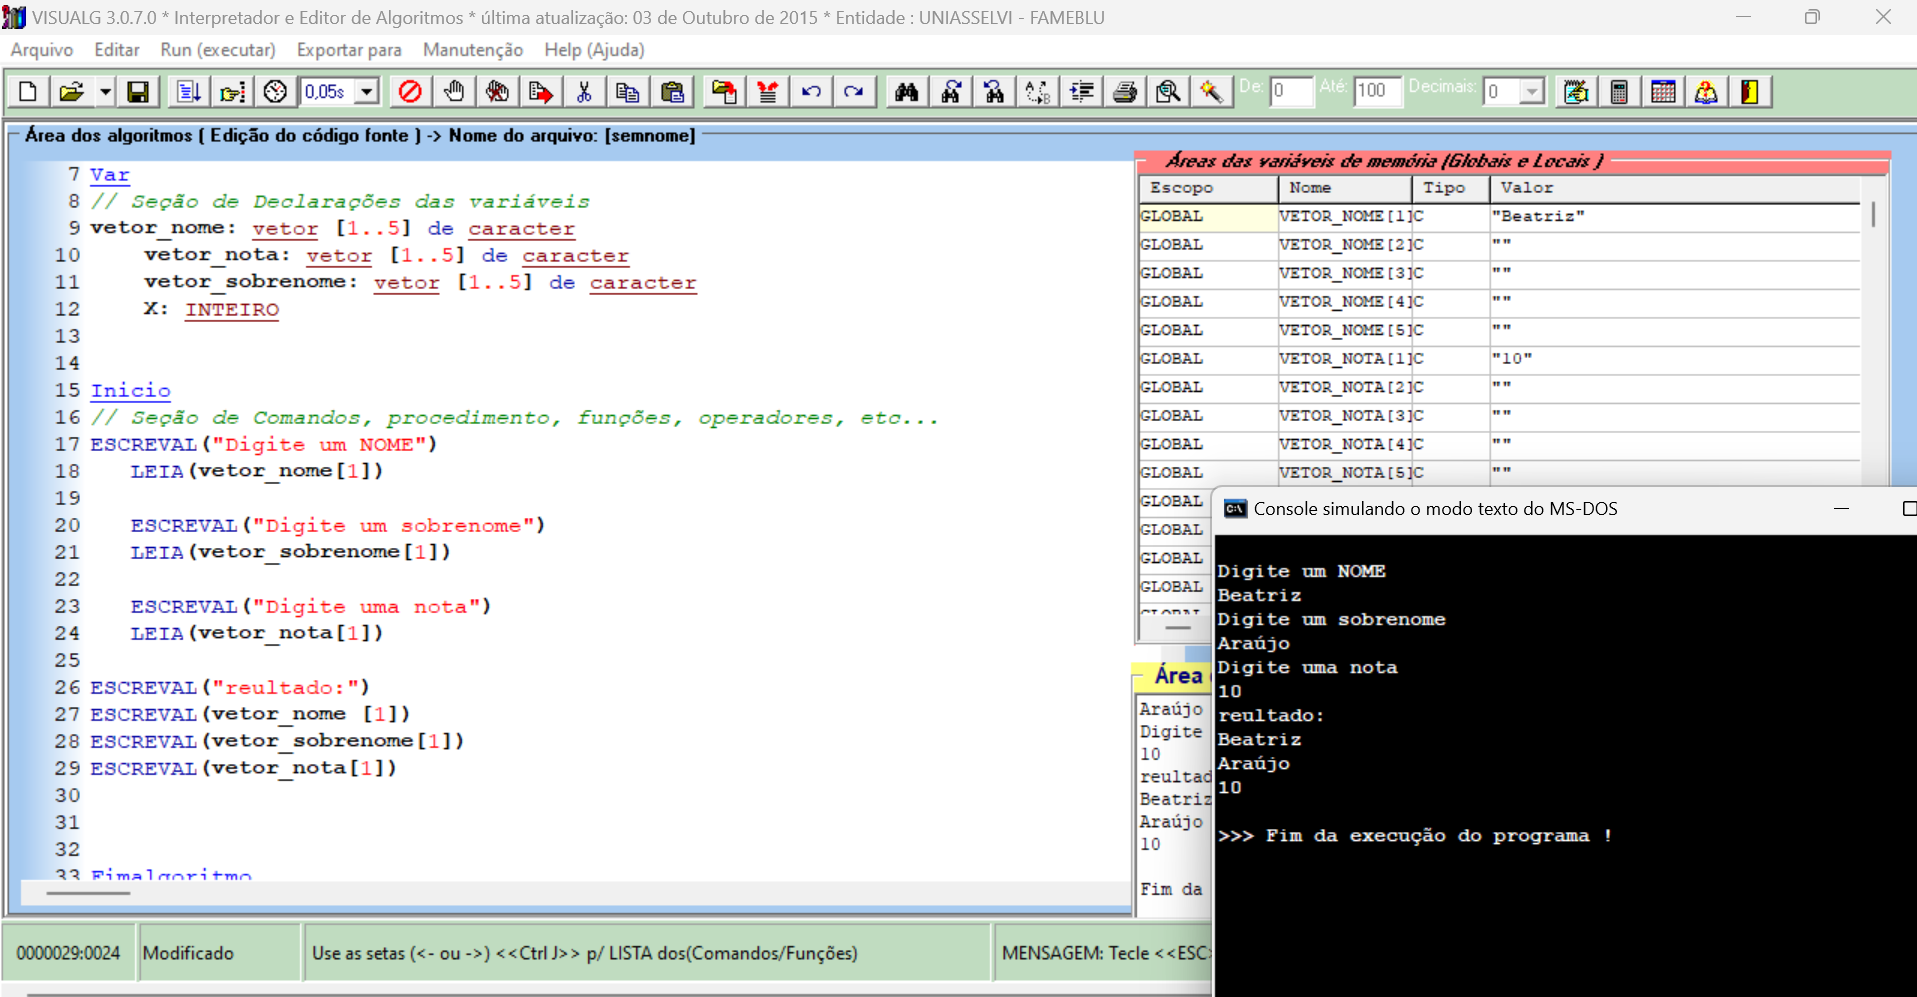 VISUALG 3.0.7.0 * Interpretador e Editor de Algoritmos * última atualização: 03 de Outubro de 2015 * Entidade : UNIASSELVI - FAMEBLU
Arquivo Editar Run (executar) Exportar para Manutenção Help (Ajuda)
0,05s De: 0 Até: 100 Decimais: 0
Área dos algoritmos ( Edição do código fonte ) -> Nome do arquivo: [semnome]
7 Var
8 // Seção de Declarações das variáveis
9 vetor_nome: vetor [1..5] de caracter
10 vetor_nota: vetor [1..5] de caracter
11 vetor_sobrenome: vetor [1..5] de caracter
12 X: INTEIRO
13
14
15 Inicio
16 // Seção de Comandos, procedimento, funções, operadores, etc...
17 ESCREVAL("Digite um NOME")
18 LEIA(vetor_nome[1])
19
20 ESCREVAL("Digite um sobrenome")
21 LEIA(vetor_sobrenome[1])
22
23 ESCREVAL("Digite uma nota")
24 LEIA(vetor_nota[1])
25
26 ESCREVAL("reultado:")
27 ESCREVAL(vetor_nome [1])
28 ESCREVAL(vetor_sobrenome[1])
29 ESCREVAL(vetor_nota[1])
30
31
32
33 Fimalgoritmo
Áreas das variáveis de memória (Globais e Locais )
Escopo Nome Tipo Valor
GLOBAL VETOR_NOME[1] C "Beatriz"
GLOBAL VETOR_NOME[2] C ""
GLOBAL VETOR_NOME[3] C ""
GLOBAL VETOR_NOME[4] C ""
GLOBAL VETOR_NOME[5] C ""
GLOBAL VETOR_NOTA[1] C "10"
GLOBAL VETOR_NOTA[2] C ""
GLOBAL VETOR_NOTA[3] C ""
GLOBAL VETOR_NOTA[4] C ""
GLOBAL VETOR_NOTA[5] C ""
GLOBAL
GLOBAL
GLOBAL
GLOBAL
GLOBAL
Área
Araújo
Digite
10
reultad
Beatriz
Araújo
10
Fim da
Console simulando o modo texto do MS-DOS
Digite um NOME
Beatriz
Digite um sobrenome
Araújo
Digite uma nota
10
reultado:
Beatriz
Araújo
10
>>> Fim da execução do programa !
0000029:0024 Modificado Use as setas (<- ou ->) <<Ctrl J>> p/ LISTA dos(Comandos/Funções) MENSAGEM: Tecle <<ESC>